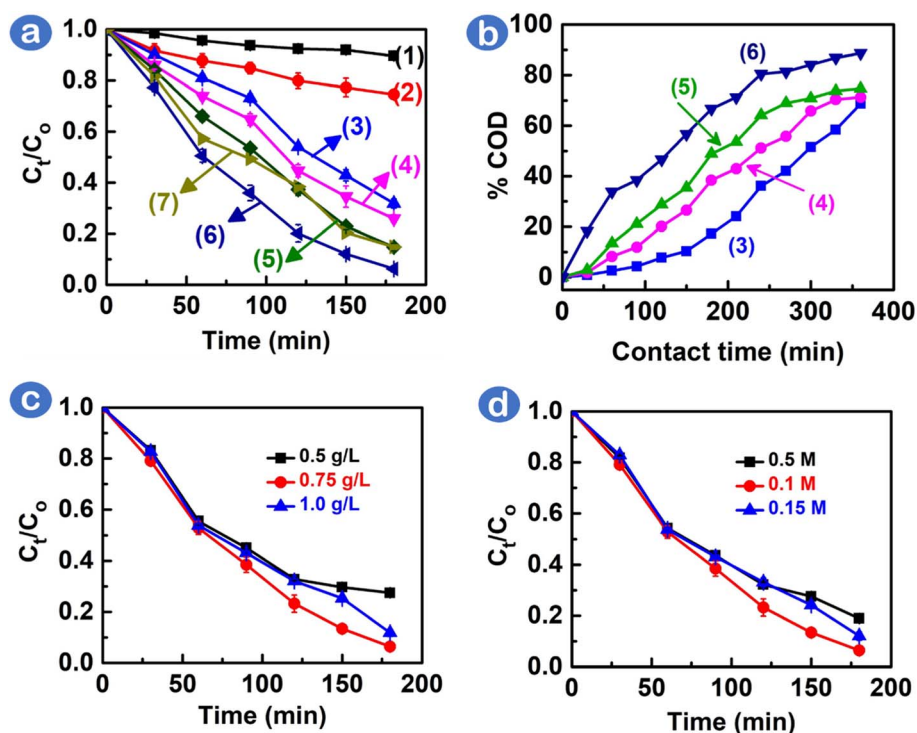 a
1.0
0.8
0.6
0.4
0.2
0.0
Ct/Co
(1)
(2)
(3)
(4)
(7)
(6)
(5)
0 50 100 150 200
Time (min)
b
100
80
60
40
20
0
% COD
(6)
(5)
(4)
(3)
0 100 200 300 400
Contact time (min)
c
1.0
0.8
0.6
0.4
0.2
0.0
Ct/Co
0.5 g/L
0.75 g/L
1.0 g/L
0 50 100 150 200
Time (min)
d
1.0
0.8
0.6
0.4
0.2
0.0
Ct/Co
0.5 M
0.1 M
0.15 M
0 50 100 150 200
Time (min)